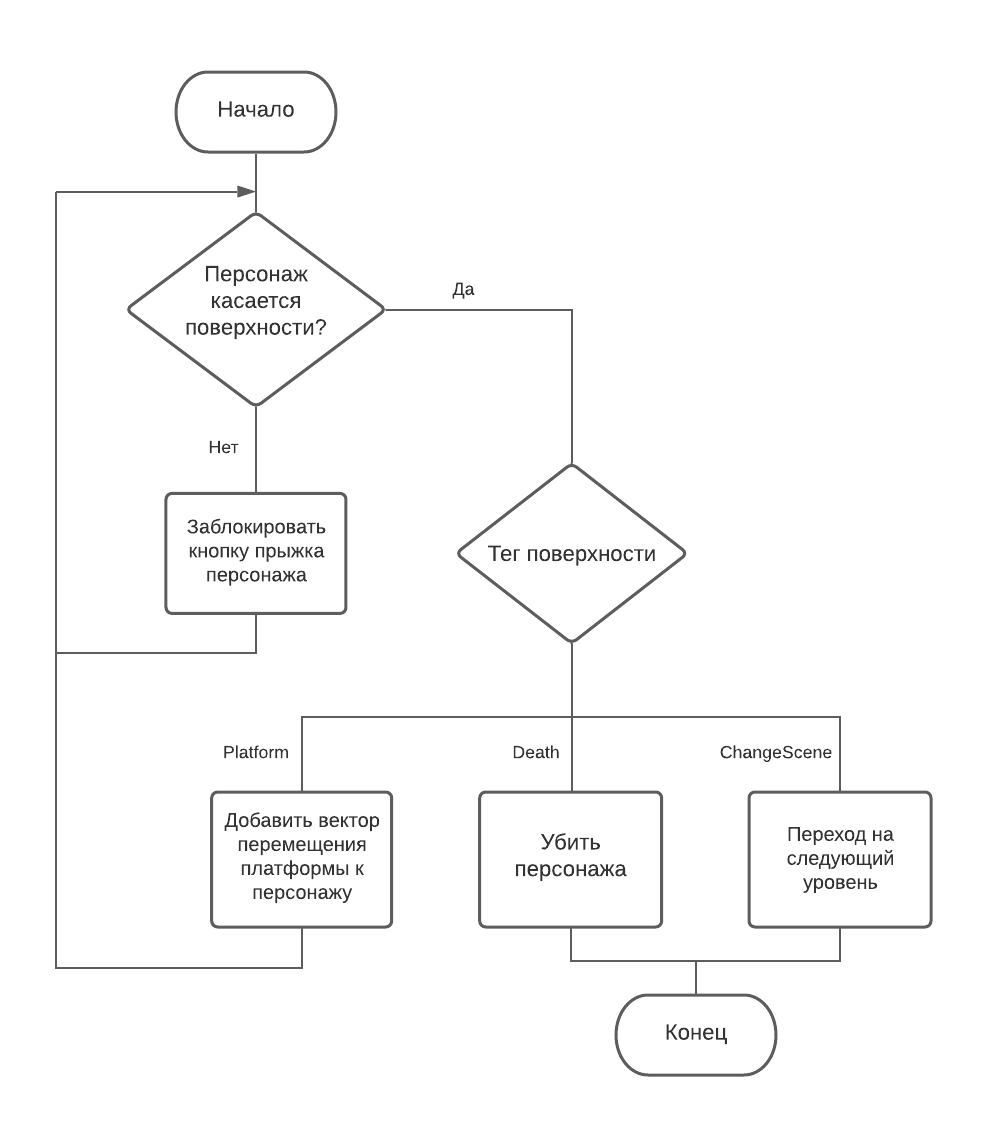 Начало
Персонаж
касается
поверхности?
Да
Нет
Заблокировать
кнопку прыжка
персонажа
Тег поверхности
Platform
Death
ChangeScene
Добавить вектор
перемещения
платформы к
персонажу
Убить
персонажа
Переход на
следующий
уровень
Конец